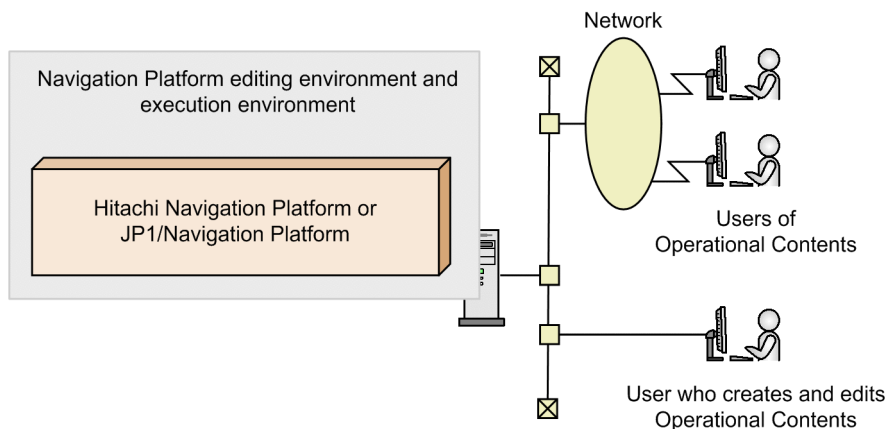 Network
Navigation Platform editing environment and
execution environment
Hitachi Navigation Platform or
JP1/Navigation Platform
Users of
Operational Contents
User who creates and edits
Operational Contents